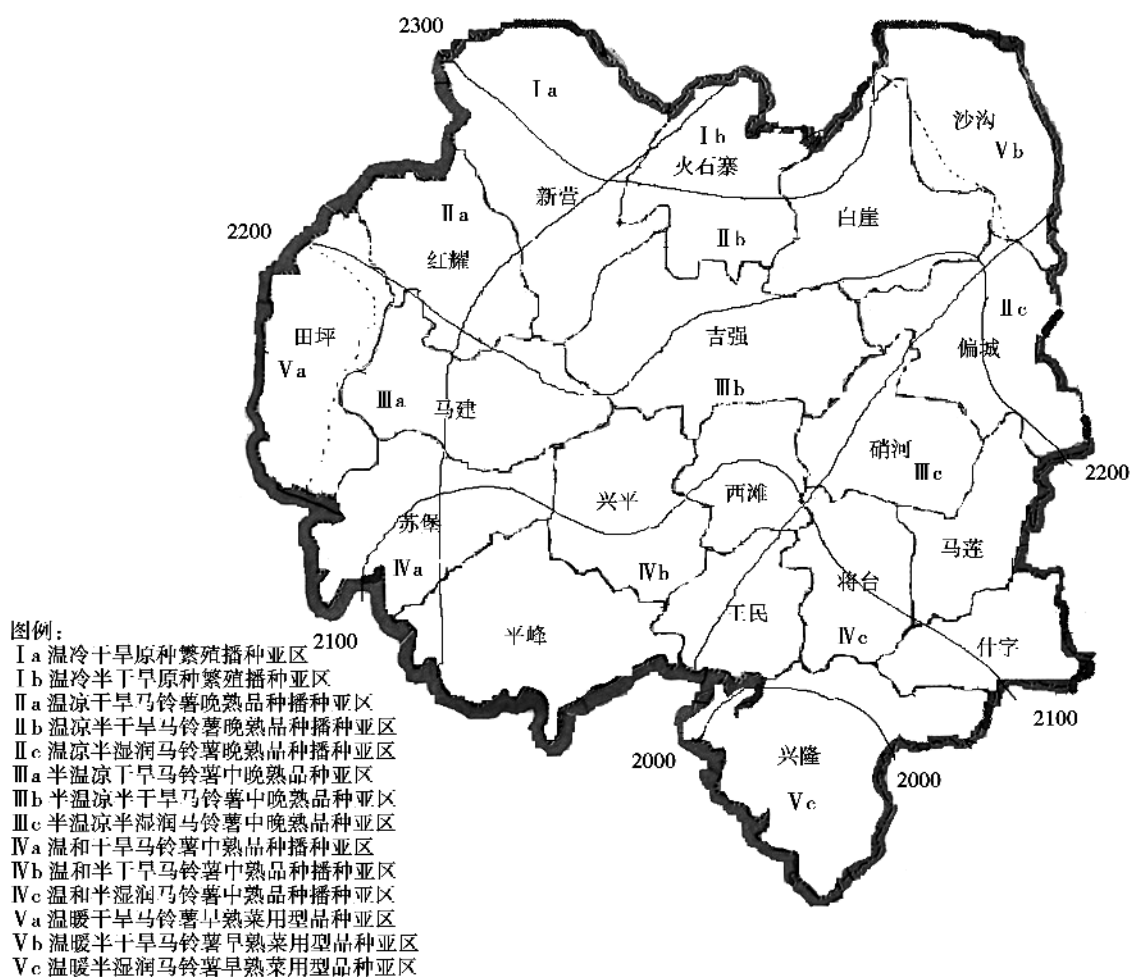 2300
Ⅰa
沙沟
Ⅰb
Ⅴb
火石寨
新营
Ⅱa
白崖
2200
Ⅱb
红耀
Ⅱc
田坪
吉强
偏城
Ⅴa
Ⅲa
Ⅲb
马建
硝河
Ⅲc
2200
兴平
西滩
苏堡
马莲
Ⅳa
Ⅳb
将台
王民
平峰
Ⅳc
什字
2100
2100
2000
兴隆
2000
Ⅴc
图例：
Ⅰa 温冷干旱原种繁殖播种亚区
Ⅰb 温冷半干旱原种繁殖播种亚区
Ⅱa 温凉干旱马铃薯晚熟品种播种亚区
Ⅱb 温凉半干旱马铃薯晚熟品种播种亚区
Ⅱc 温凉半湿润马铃薯晚熟品种播种亚区
Ⅲa 半温凉干旱马铃薯中晚熟品种亚区
Ⅲb 半温凉半干旱马铃薯中晚熟品种亚区
Ⅲc 半温凉半湿润马铃薯中晚熟品种亚区
Ⅳa 温和干旱马铃薯中熟品种播种亚区
Ⅳb 温和半干旱马铃薯中熟品种播种亚区
Ⅳc 温和半湿润马铃薯中熟品种播种亚区
Ⅴa 温暖干旱马铃薯早熟菜用型品种亚区
Ⅴb 温暖半干旱马铃薯早熟菜用型品种亚区
Ⅴc 温暖半湿润马铃薯早熟菜用型品种亚区